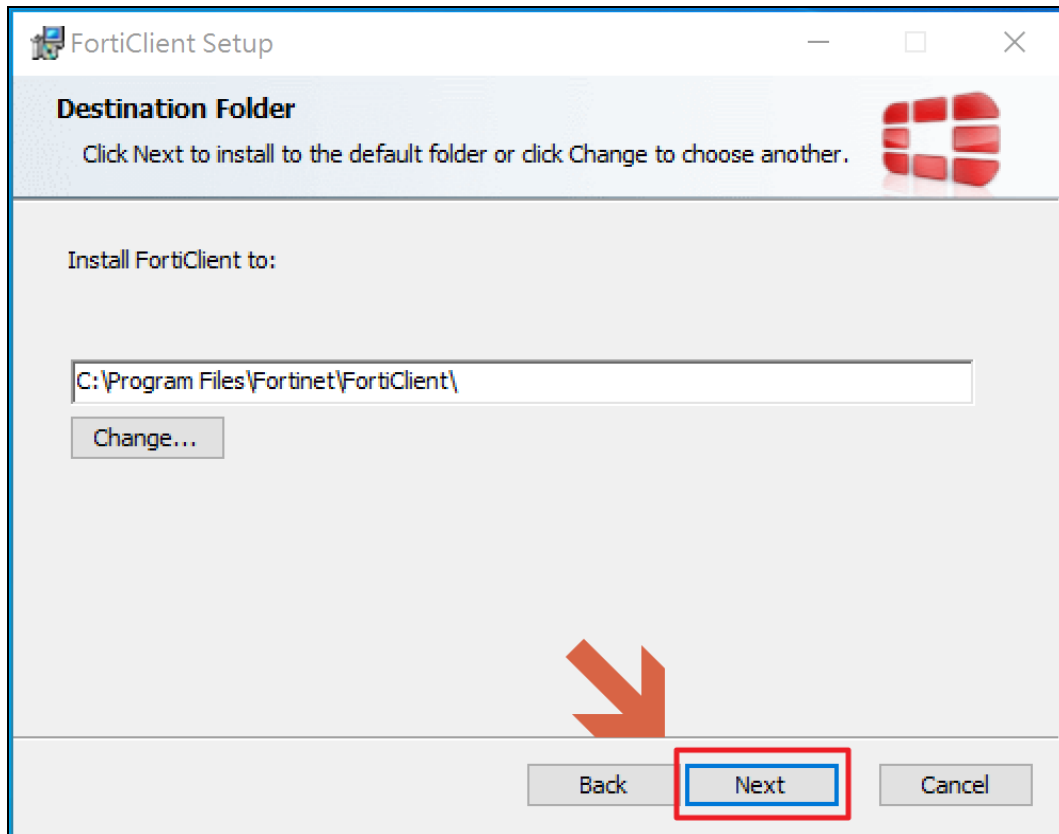 FortiClient Setup
Destination Folder
Click Next to install to the default folder or click Change to choose another.
Install FortiClient to:
C:\Program Files\Fortinet\FortiClient\
Change...
Back Next Cancel